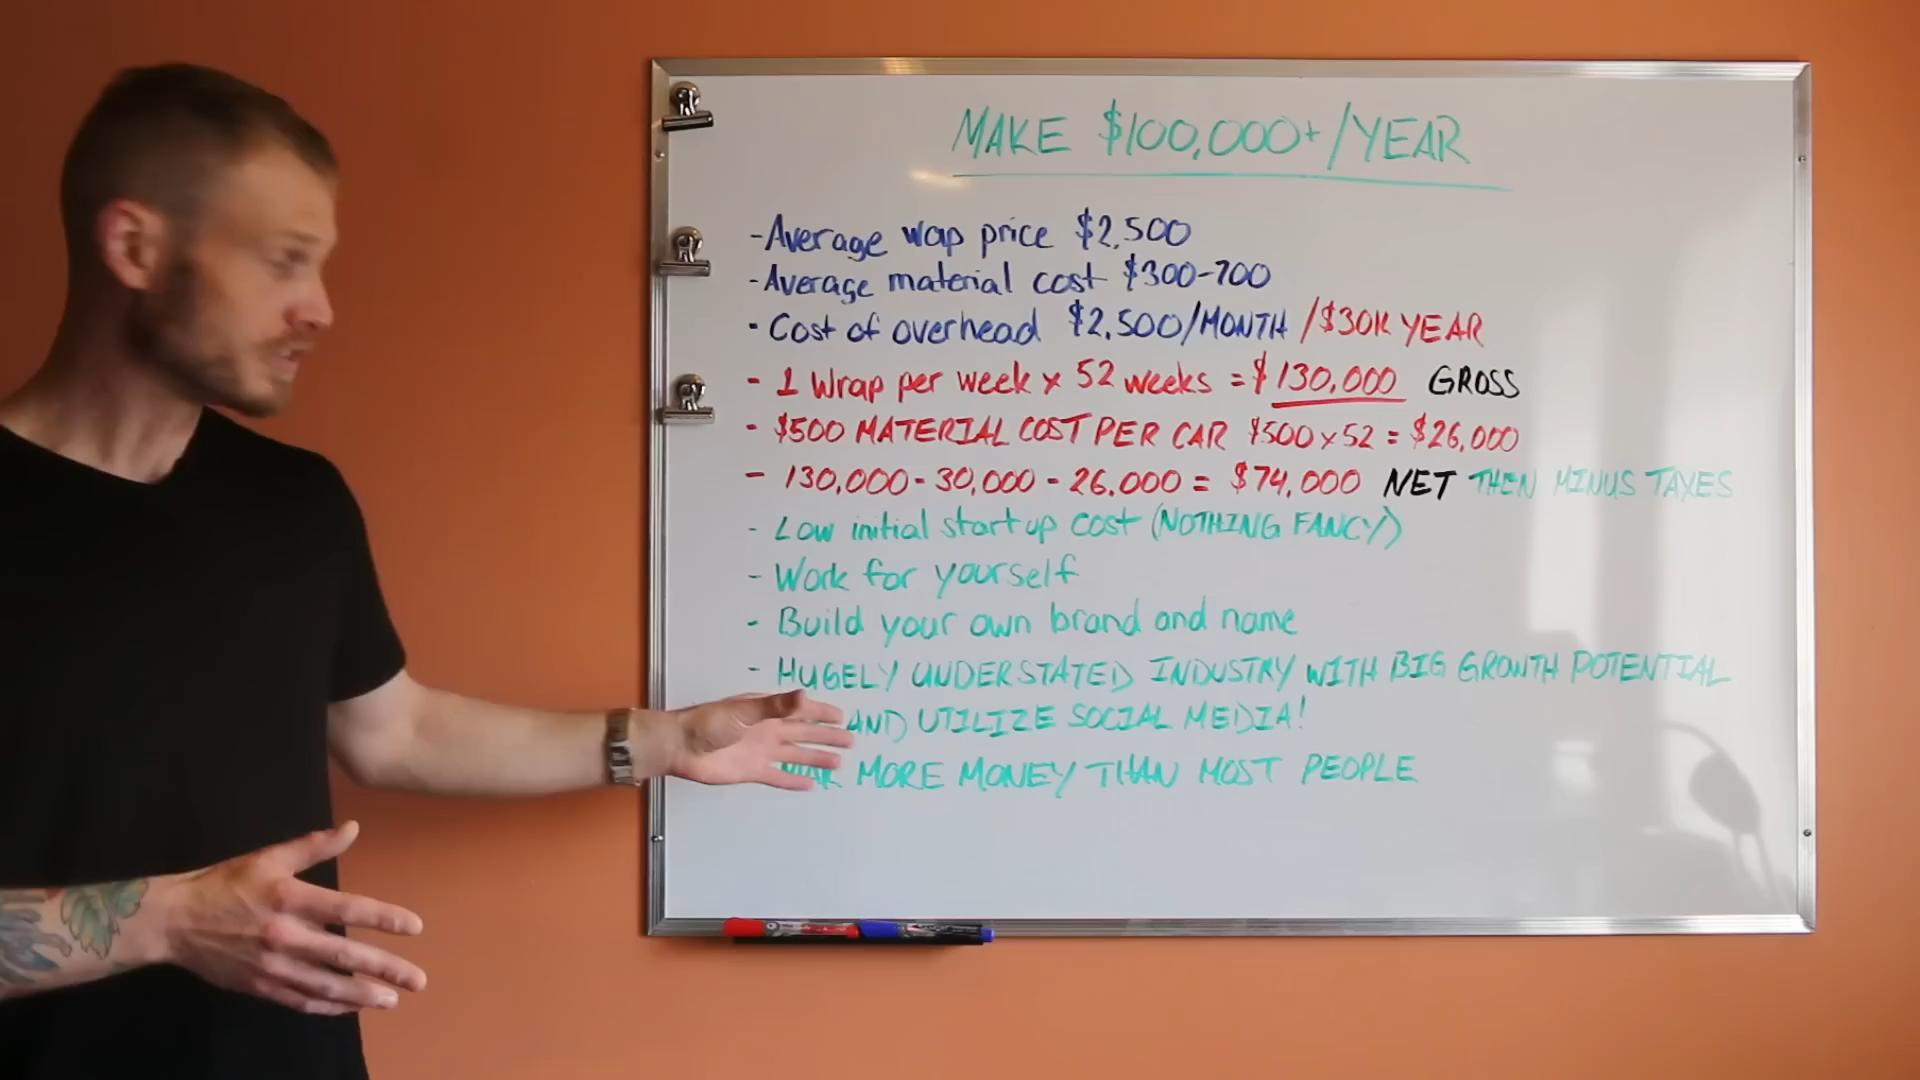 MAKE $100,000+/YEAR
- Average wap price $2,500
- Average material cost $300-700
- Cost of overhead $2,500/MONTH /$30K YEAR
- 1 Wrap per week x 52 weeks = $130,000 GROSS
- $500 MATERIAL COST PER CAR $500 x 52 = $26,000
- 130,000 - 30,000 - 26,000 = $74,000 NET THEN MINUS TAXES
- Low initial startup cost (NOTHING FANCY)
- Work for yourself
- Build your own brand and name
- HUGELY UNDERSTATED INDUSTRY WITH BIG GROWTH POTENTIAL
AND UTILIZE SOCIAL MEDIA!
MORE MONEY THAN MOST PEOPLE